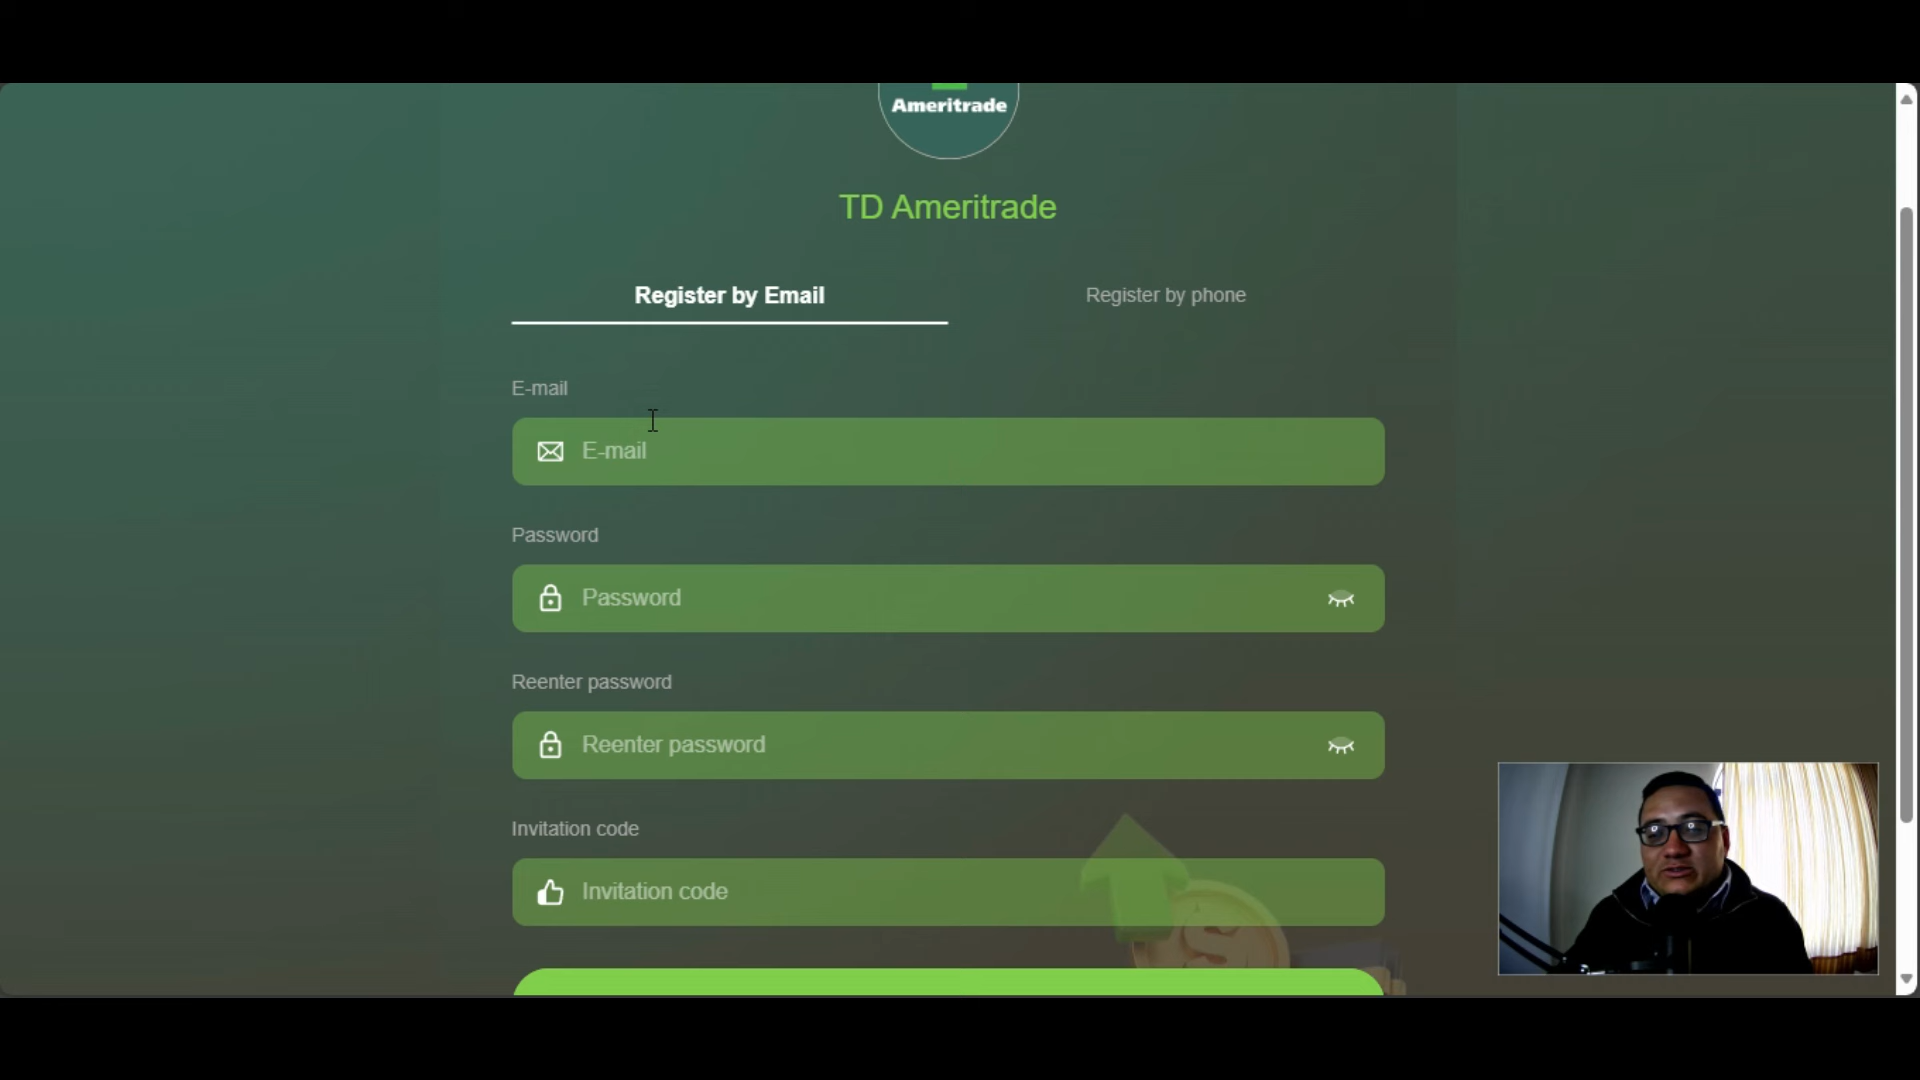 Ameritrade
TD Ameritrade
Register by Email
Register by phone
E-mail
E-mail
Password
Password
Reenter password
Reenter password
Invitation code
Invitation code